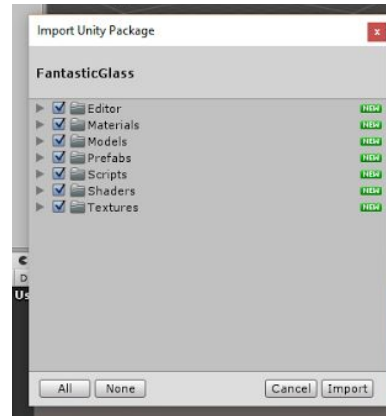 Import Unity Package
x
FantasticGlass
Editor NEW
Materials NEW
Models NEW
Prefabs NEW
Scripts NEW
Shaders NEW
Textures NEW
D
Us
All None Cancel Import